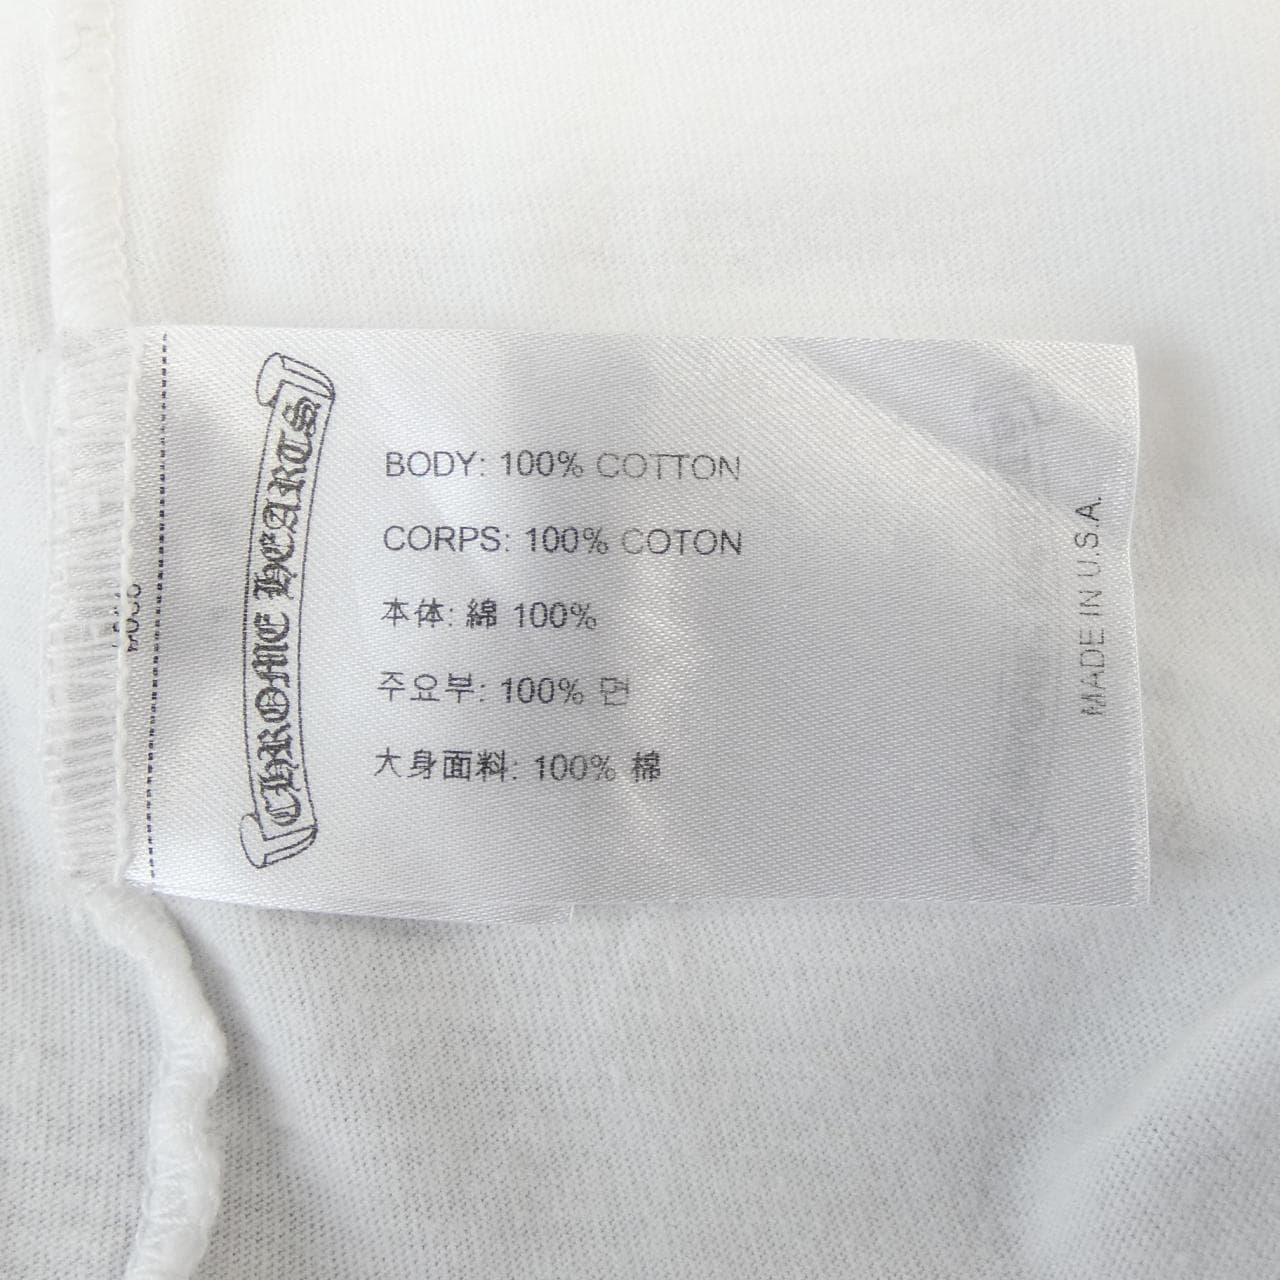 CHROME HEARTS
BODY: 100% COTTON
CORPS: 100% COTON
本体: 綿 100%
주요부: 100% 면
大身面料: 100% 棉
MADE IN U.S.A.